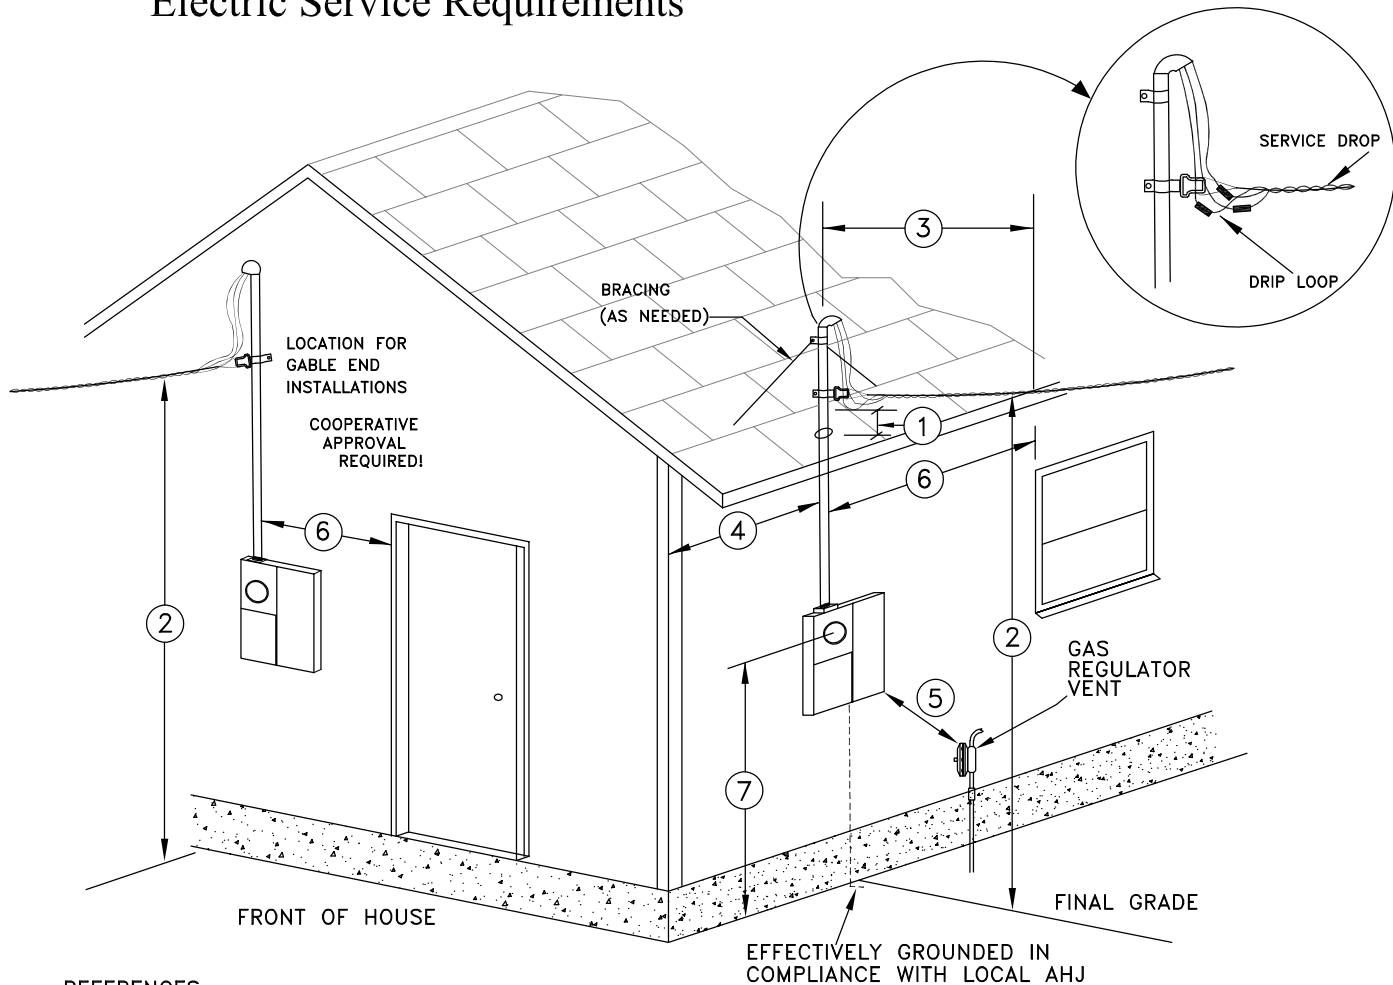 Electric Service Requirements
SERVICE DROP
DRIP LOOP
3
BRACING
(AS NEEDED)
LOCATION FOR
GABLE END
INSTALLATIONS
COOPERATIVE
APPROVAL
REQUIRED!
1
6
4
6
2
2
GAS
REGULATOR
VENT
5
7
FINAL GRADE
FRONT OF HOUSE
EFFECTIVELY GROUNDED IN
COMPLIANCE WITH LOCAL AHJ
REFERENCES